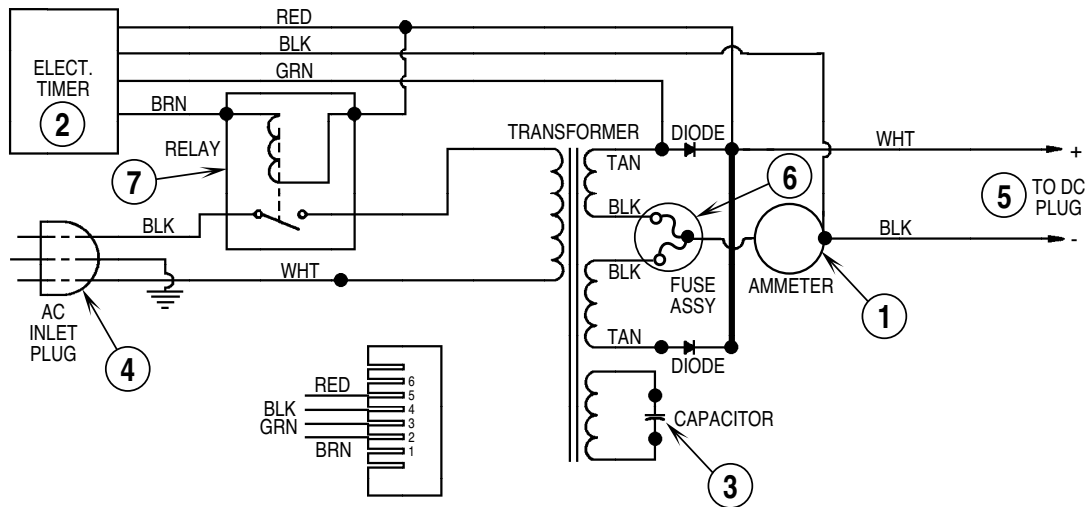 RED
BLK
GRN
BRN
ELECT.
TIMER
2
RELAY
7
TRANSFORMER
DIODE
TAN
BLK
6
WHT
+
5
TO DC
PLUG
BLK
-
BLK
WHT
AC
INLET
PLUG
4
BLK
FUSE
ASSY
AMMETER
1
TAN
DIODE
CAPACITOR
3
RED
BLK
GRN
BRN
6
5
4
3
2
1